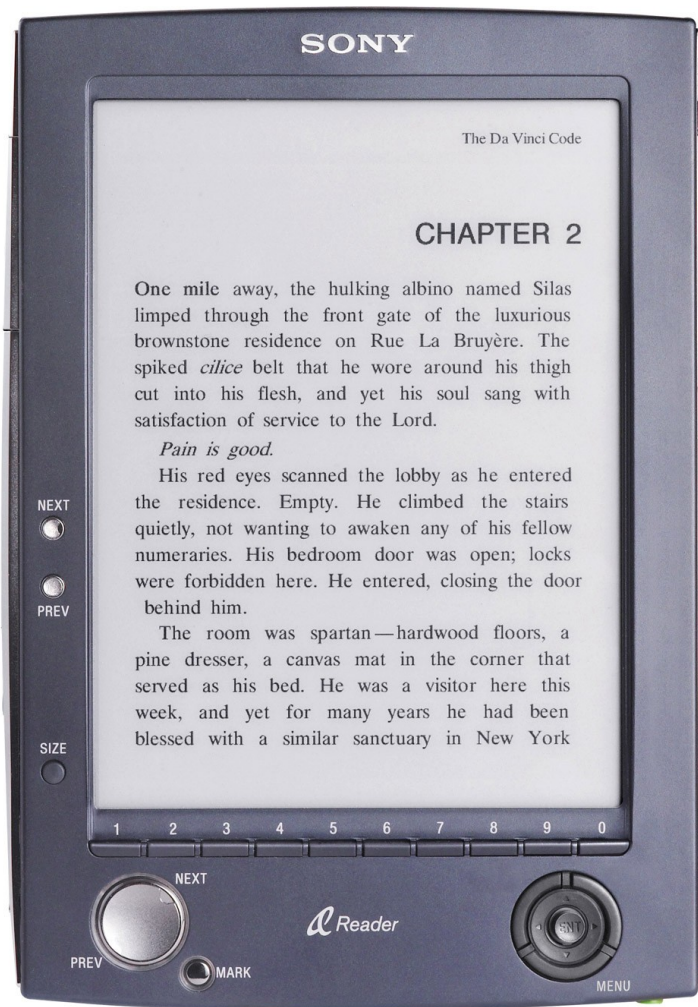 SONY
The Da Vinci Code
CHAPTER 2
One mile away, the hulking albino named Silas
limped through the front gate of the luxurious
brownstone residence on Rue La Bruyère. The
spiked cilice belt that he wore around his thigh
cut into his flesh, and yet his soul sang with
satisfaction of service to the Lord.
Pain is good.
His red eyes scanned the lobby as he entered
the residence. Empty. He climbed the stairs
quietly, not wanting to awaken any of his fellow
numeraries. His bedroom door was open; locks
were forbidden here. He entered, closing the door
behind him.
The room was spartan—hardwood floors, a
pine dresser, a canvas mat in the corner that
served as his bed. He was a visitor here this
week, and yet for many years he had been
blessed with a similar sanctuary in New York
NEXT
PREV
SIZE
1 2 3 4 5 6 7 8 9 0
NEXT
PREV
MARK
Reader
ENT
MENU